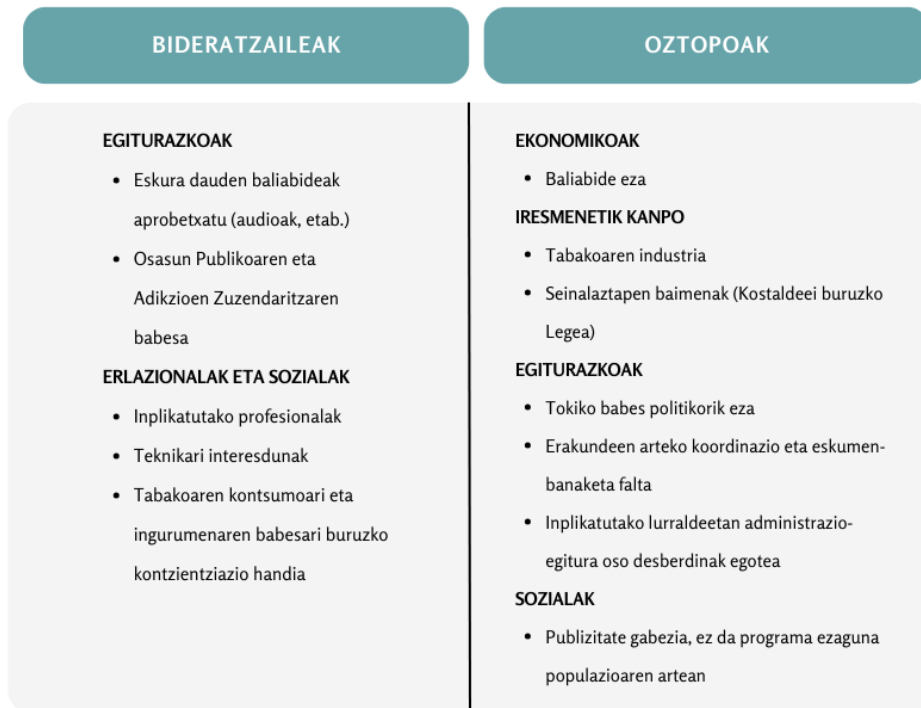 BIDERATZAILEAK
EGITURAZKOAK
• Eskura dauden baliabideak
aprobetxatu (audioak, etab.)
• Osasun Publikoaren eta
Adikzioen Zuzendaritzaren
babesa
ERLAZIONALAK ETA SOZIALAK
• Inplikatutako profesionalak
• Teknikari interesdunak
• Tabakoaren kontsumoari eta
ingurumenaren babesari buruzko
kontzientziazio handia
OZTOPOAK
EKONOMIKOAK
• Baliabide eza
IRESMENETIK KANPO
• Tabakoaren industria
• Seinalaztapen baimenak (Kostaldeei buruzko
Legea)
EGITURAZKOAK
• Tokiko babes politikorik eza
• Erakundeen arteko koordinazio eta eskumen-
banaketa falta
• Inplikatutako lurraldeetan administrazio-
egitura oso desberdinak egotea
SOZIALAK
• Publizitate gabezia, ez da programa ezaguna
populazioaren artean